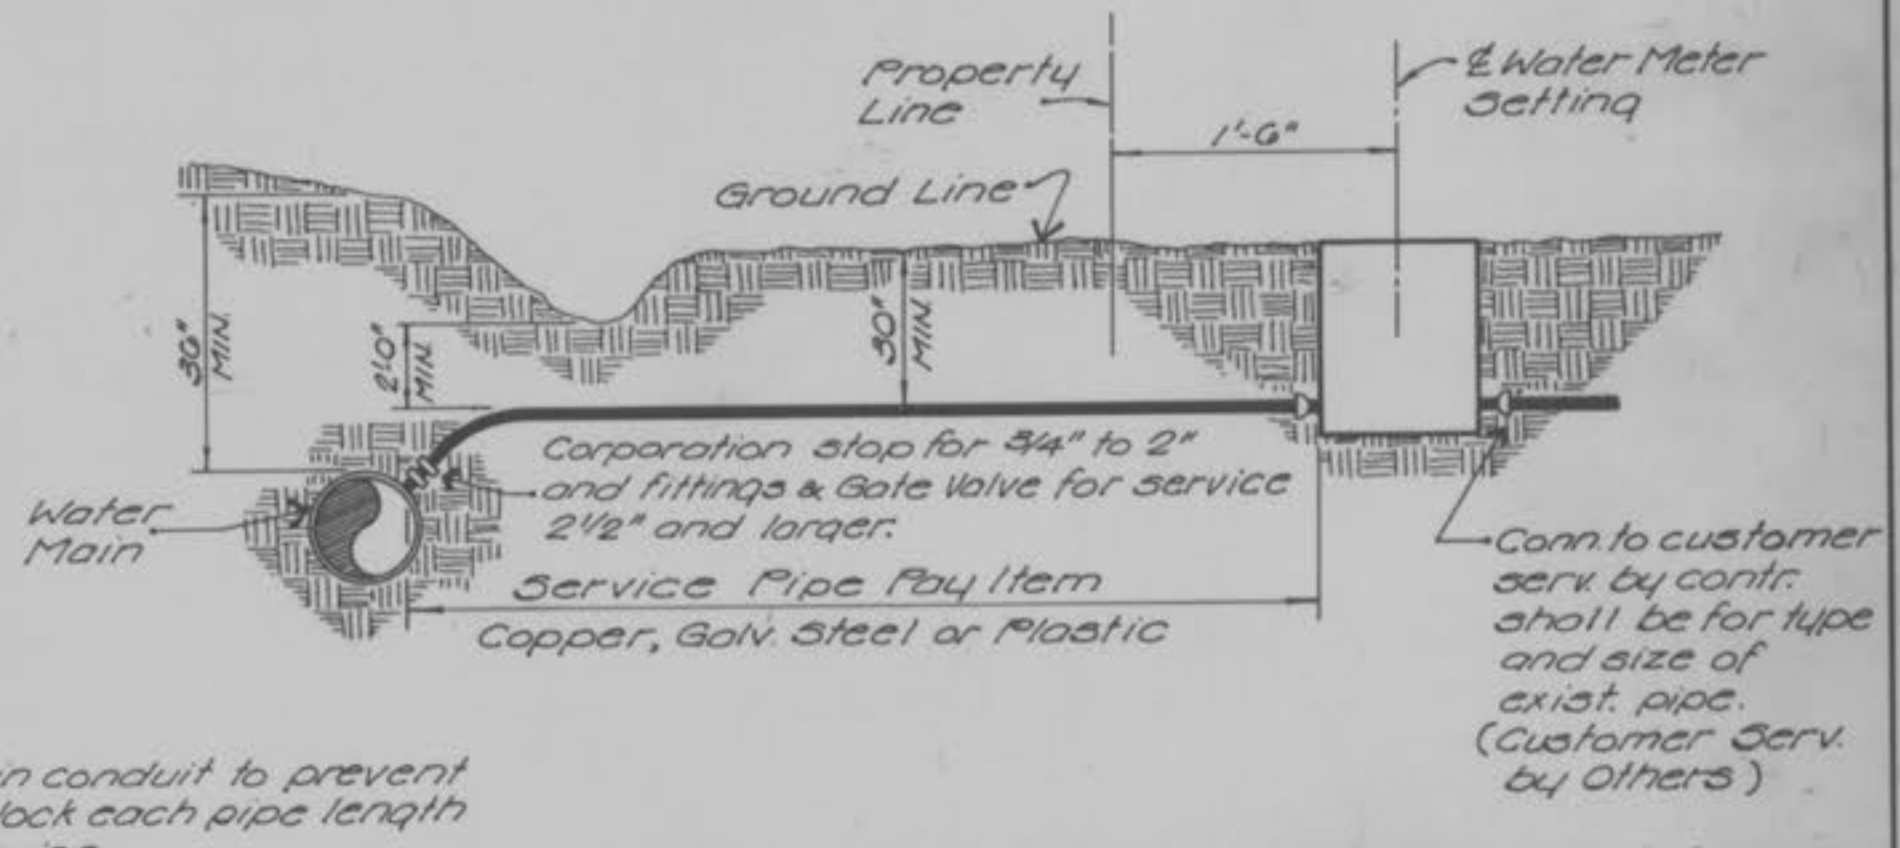 Property
Line
℄ Water Meter
Setting
1'-6"
Ground Line
36"
MIN.
2'0"
MIN.
30"
MIN.
Corporation stop for 3/4" to 2"
and fittings & Gate Valve for service
2 1/2" and larger.
Water
Main
Service Pipe Pay Item
Copper, Galv. Steel or Plastic
Conn. to customer
serv. by contr.
shall be for type
and size of
exist. pipe.
(Customer Serv.
by Others)
in conduit to prevent
lock each pipe length